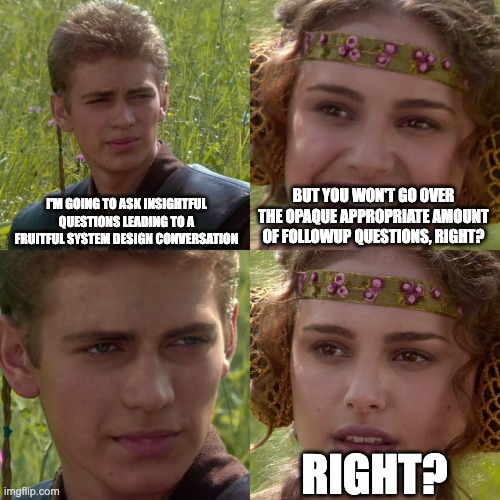 I'M GOING TO ASK INSIGHTFUL
QUESTIONS LEADING TO A
FRUITFUL SYSTEM DESIGN CONVERSATION
BUT YOU WON'T GO OVER
THE OPAQUE APPROPRIATE AMOUNT
OF FOLLOWUP QUESTIONS, RIGHT?
RIGHT?
imgflip.com